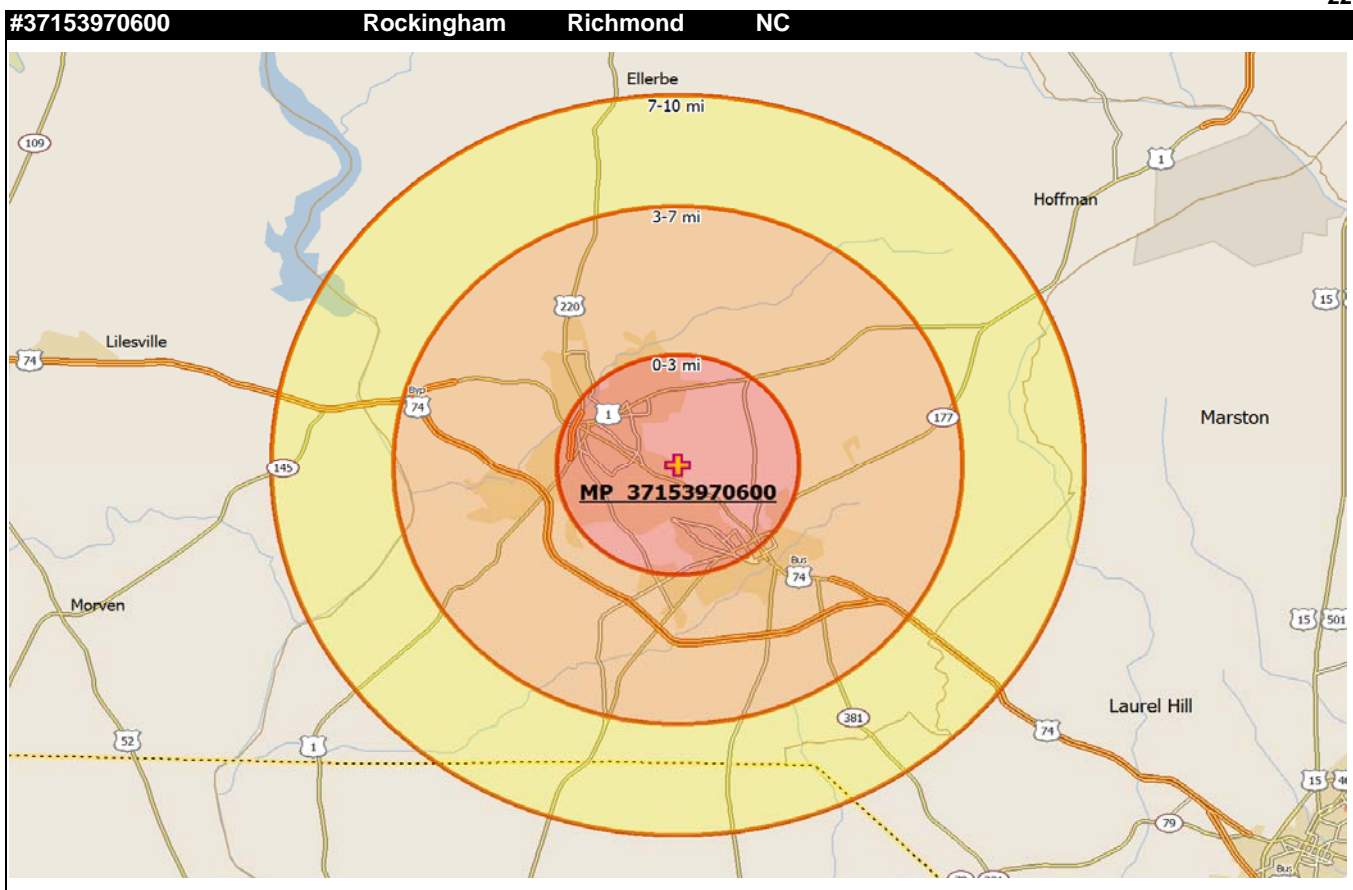 22
#37153970600 Rockingham Richmond NC
Ellerbe
7-10 mi
109
1
Hoffman
3-7 mi
220
15
Lilesville
74
0-3 mi
Byp
74
1
177
Marston
145
MP 37153970600
Bus
74
Morven
15 501
Laurel Hill
381
52
1
74
15
79
Bus